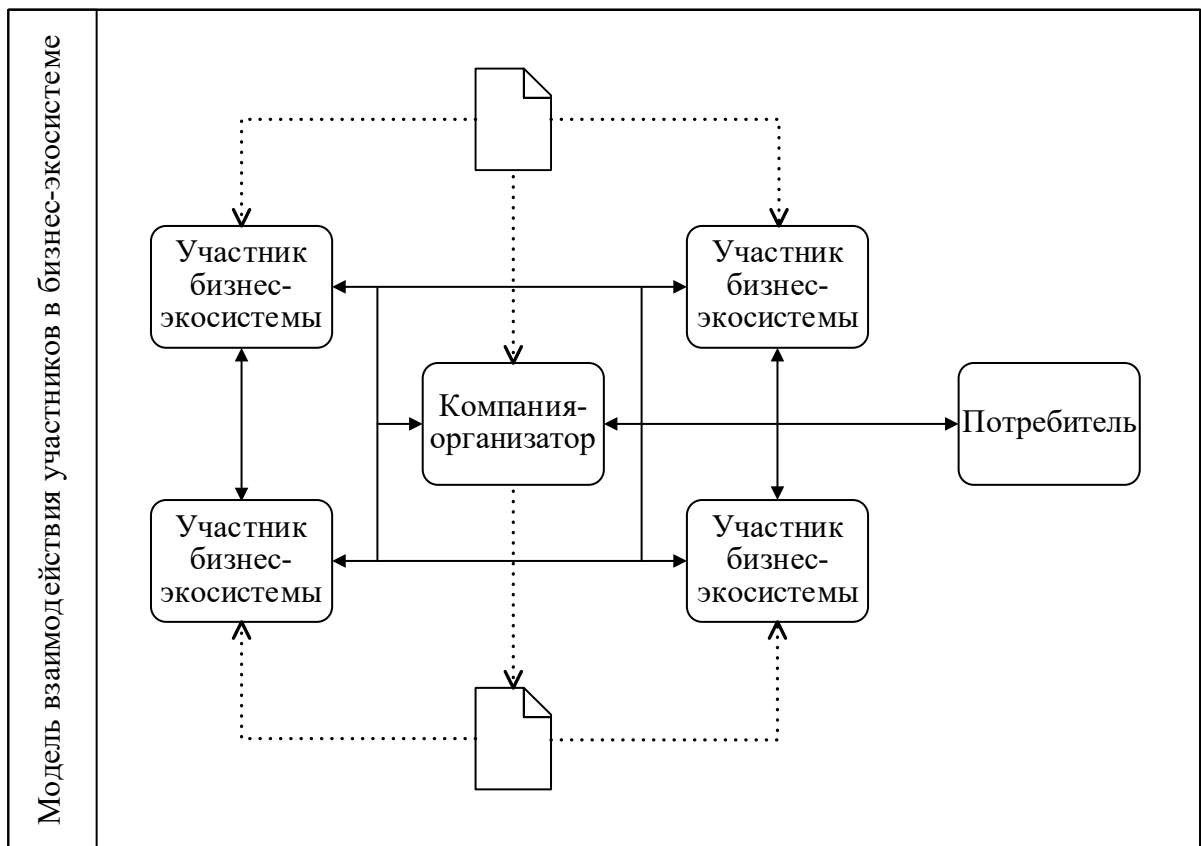 Модель взаимодействия участников в бизнес-экосистеме
Участник
бизнес-
экосистемы
Участник
бизнес-
экосистемы
Компания-
организатор
Потребитель
Участник
бизнес-
экосистемы
Участник
бизнес-
экосистемы